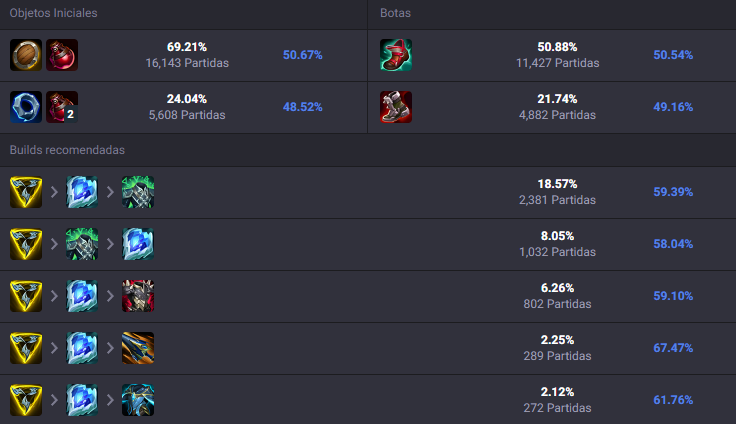 Objetos Iniciales
69.21%
16,143 Partidas
50.67%
2
24.04%
5,608 Partidas
48.52%
Botas
50.88%
11,427 Partidas
50.54%
21.74%
4,882 Partidas
49.16%
Builds recomendadas
18.57%
2,381 Partidas
59.39%
8.05%
1,032 Partidas
58.04%
6.26%
802 Partidas
59.10%
2.25%
289 Partidas
67.47%
2.12%
272 Partidas
61.76%